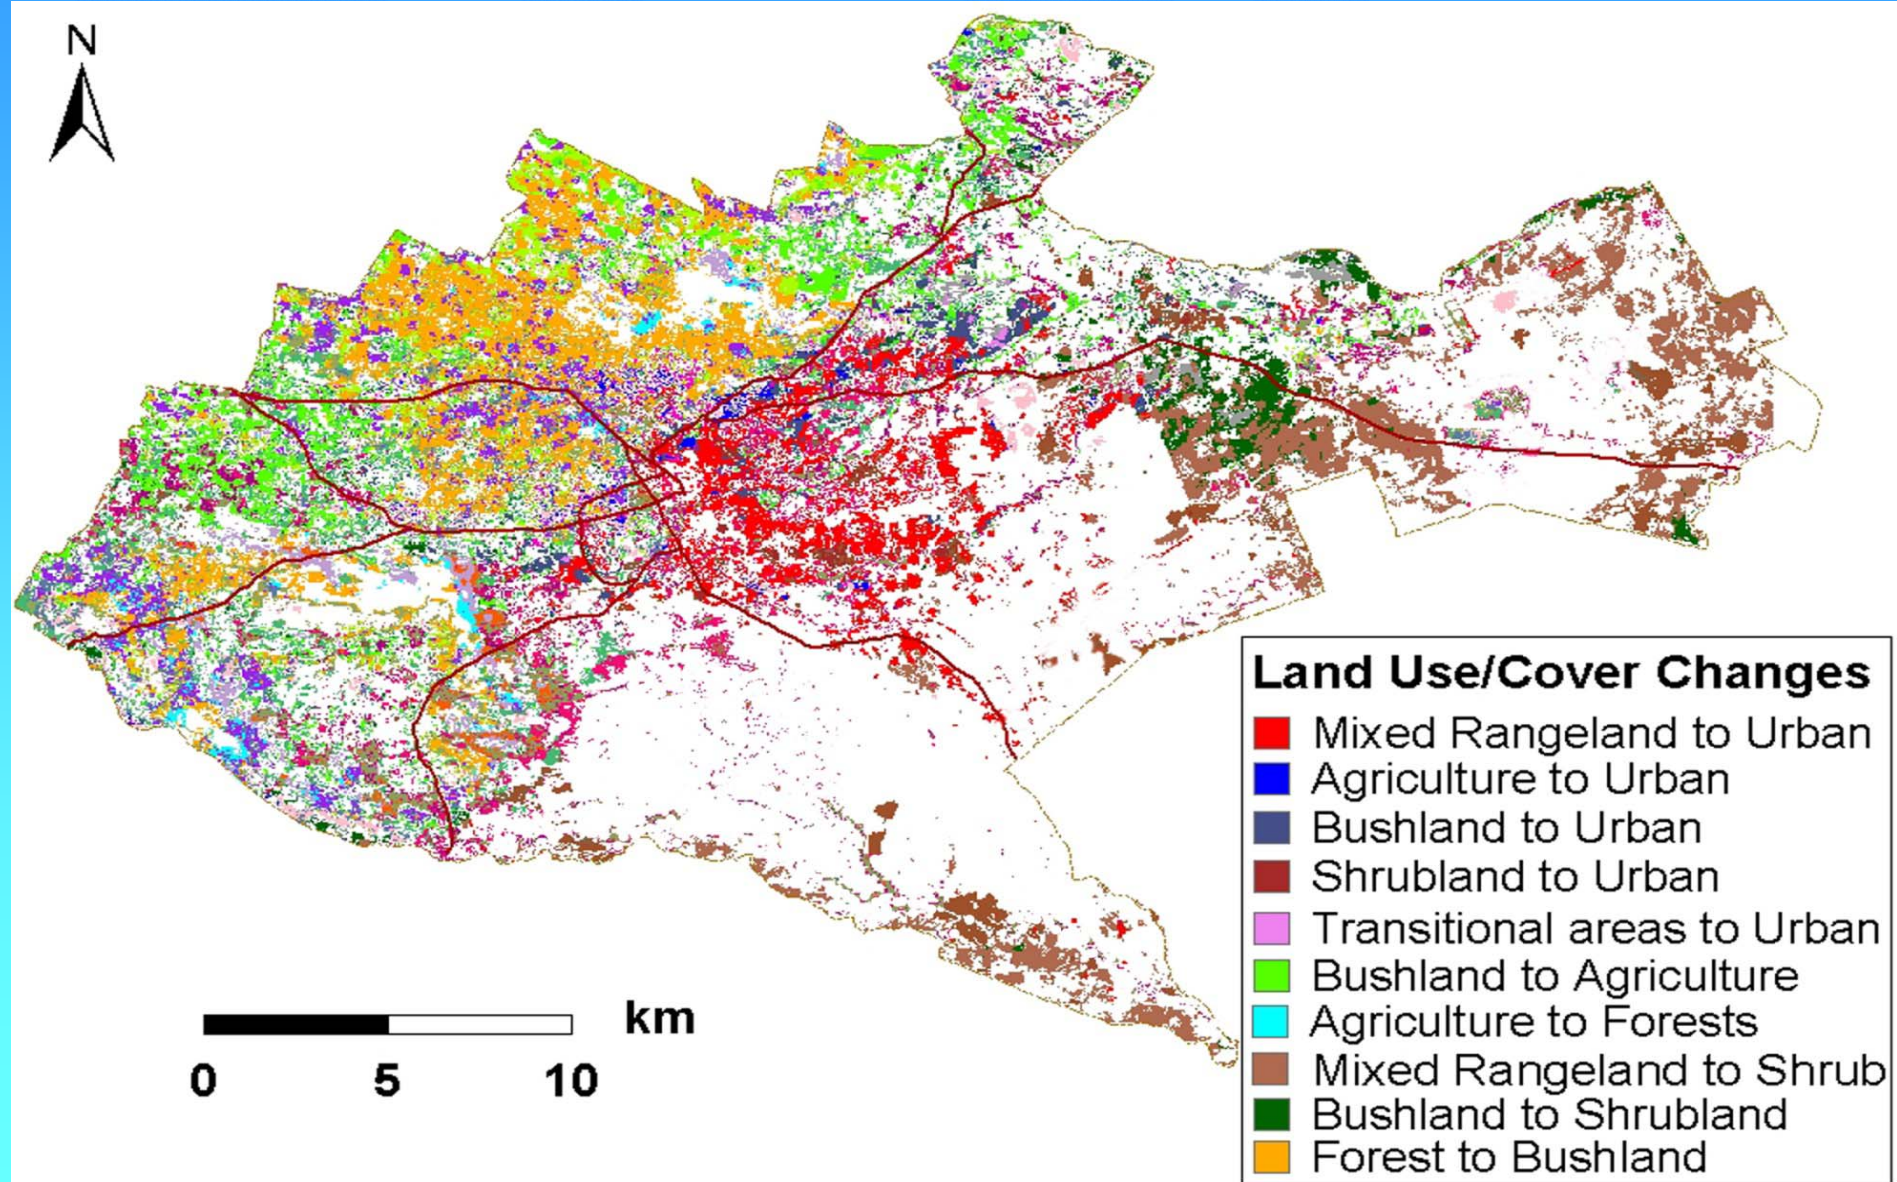 N
Land Use/Cover Changes
Mixed Rangeland to Urban
Agriculture to Urban
Bushland to Urban
Shrubland to Urban
Transitional areas to Urban
Bushland to Agriculture
Agriculture to Forests
Mixed Rangeland to Shrub
Bushland to Shrubland
Forest to Bushland
km
0 5 10